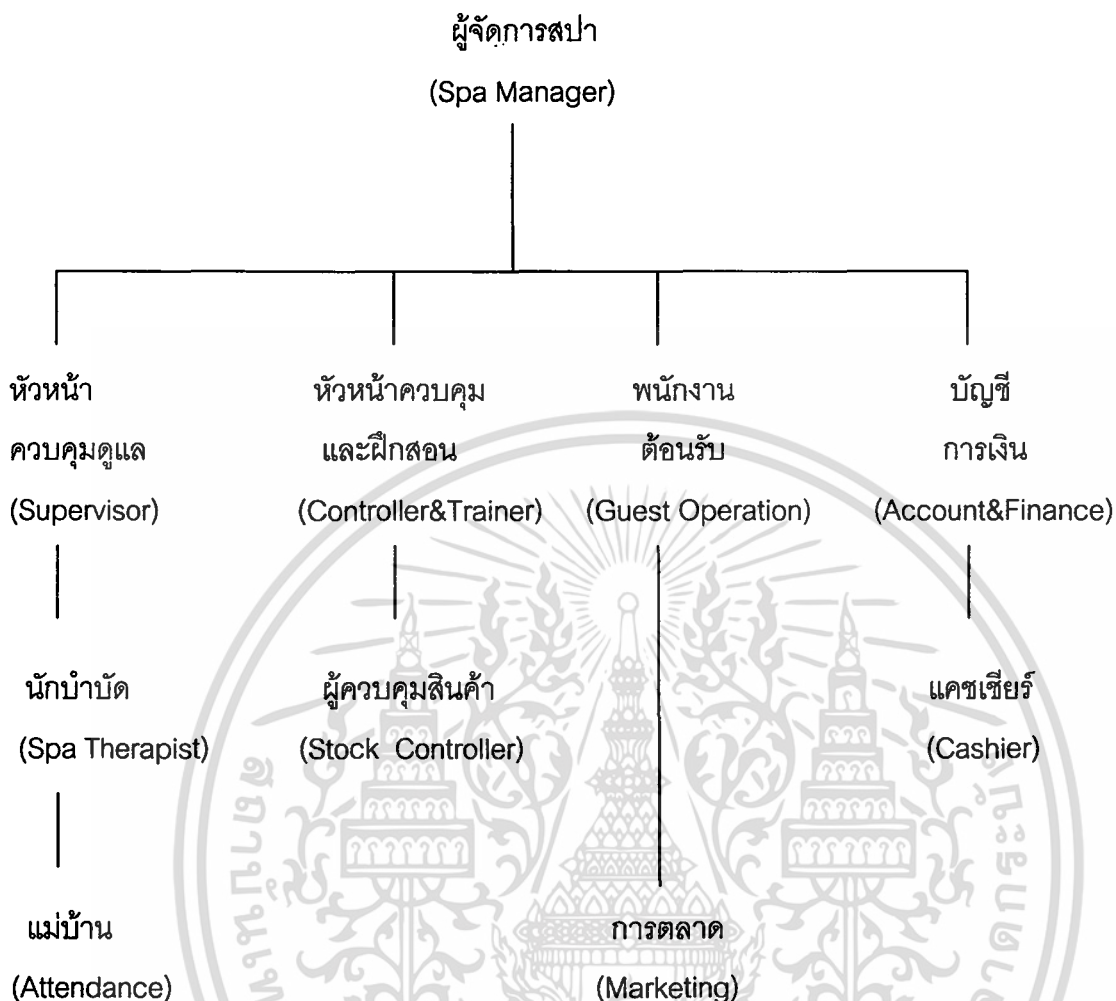 ผู้จัดการสปา
(Spa Manager)
หัวหน้า
ควบคุมดูแล
(Supervisor)
หัวหน้าควบคุม
และฝึกสอน
(Controller&Trainer)
พนักงาน
ต้อนรับ
(Guest Operation)
บัญชี
การเงิน
(Account&Finance)
นักบำบัด
(Spa Therapist)
ผู้ควบคุมสินค้า
(Stock Controller)
แคชเชียร์
(Cashier)
แม่บ้าน
(Attendance)
การตลาด
(Marketing)